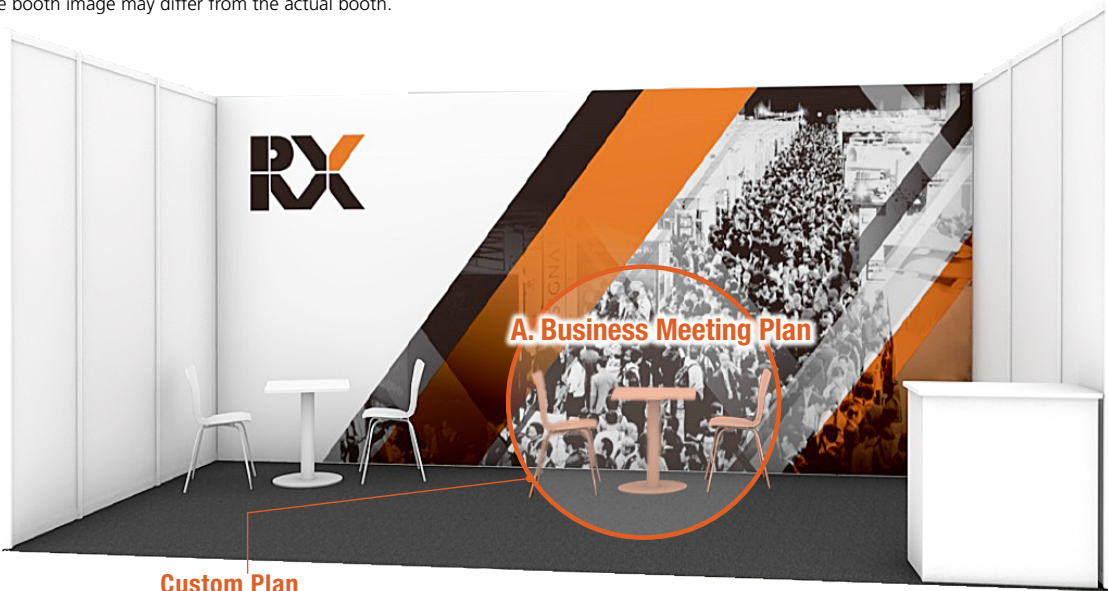 e booth image may differ from the actual booth.
RX
A. Business Meeting Plan
Custom Plan